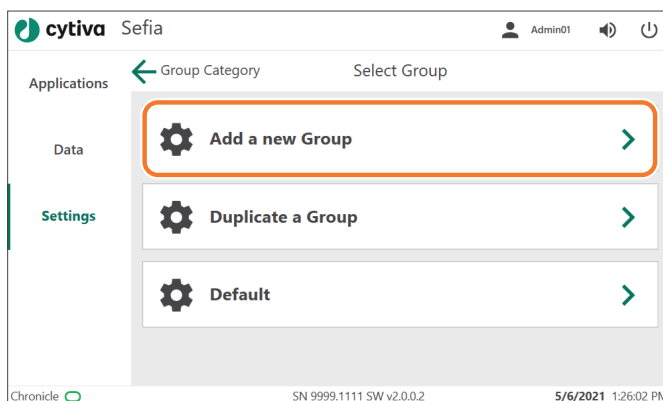 cytiva Sefia Admin01
Applications
Group Category Select Group
Add a new Group
Data
Settings
Duplicate a Group
Default
Chronicle SN 9999.1111 SW v2.0.0.2 5/6/2021 1:26:02 PM